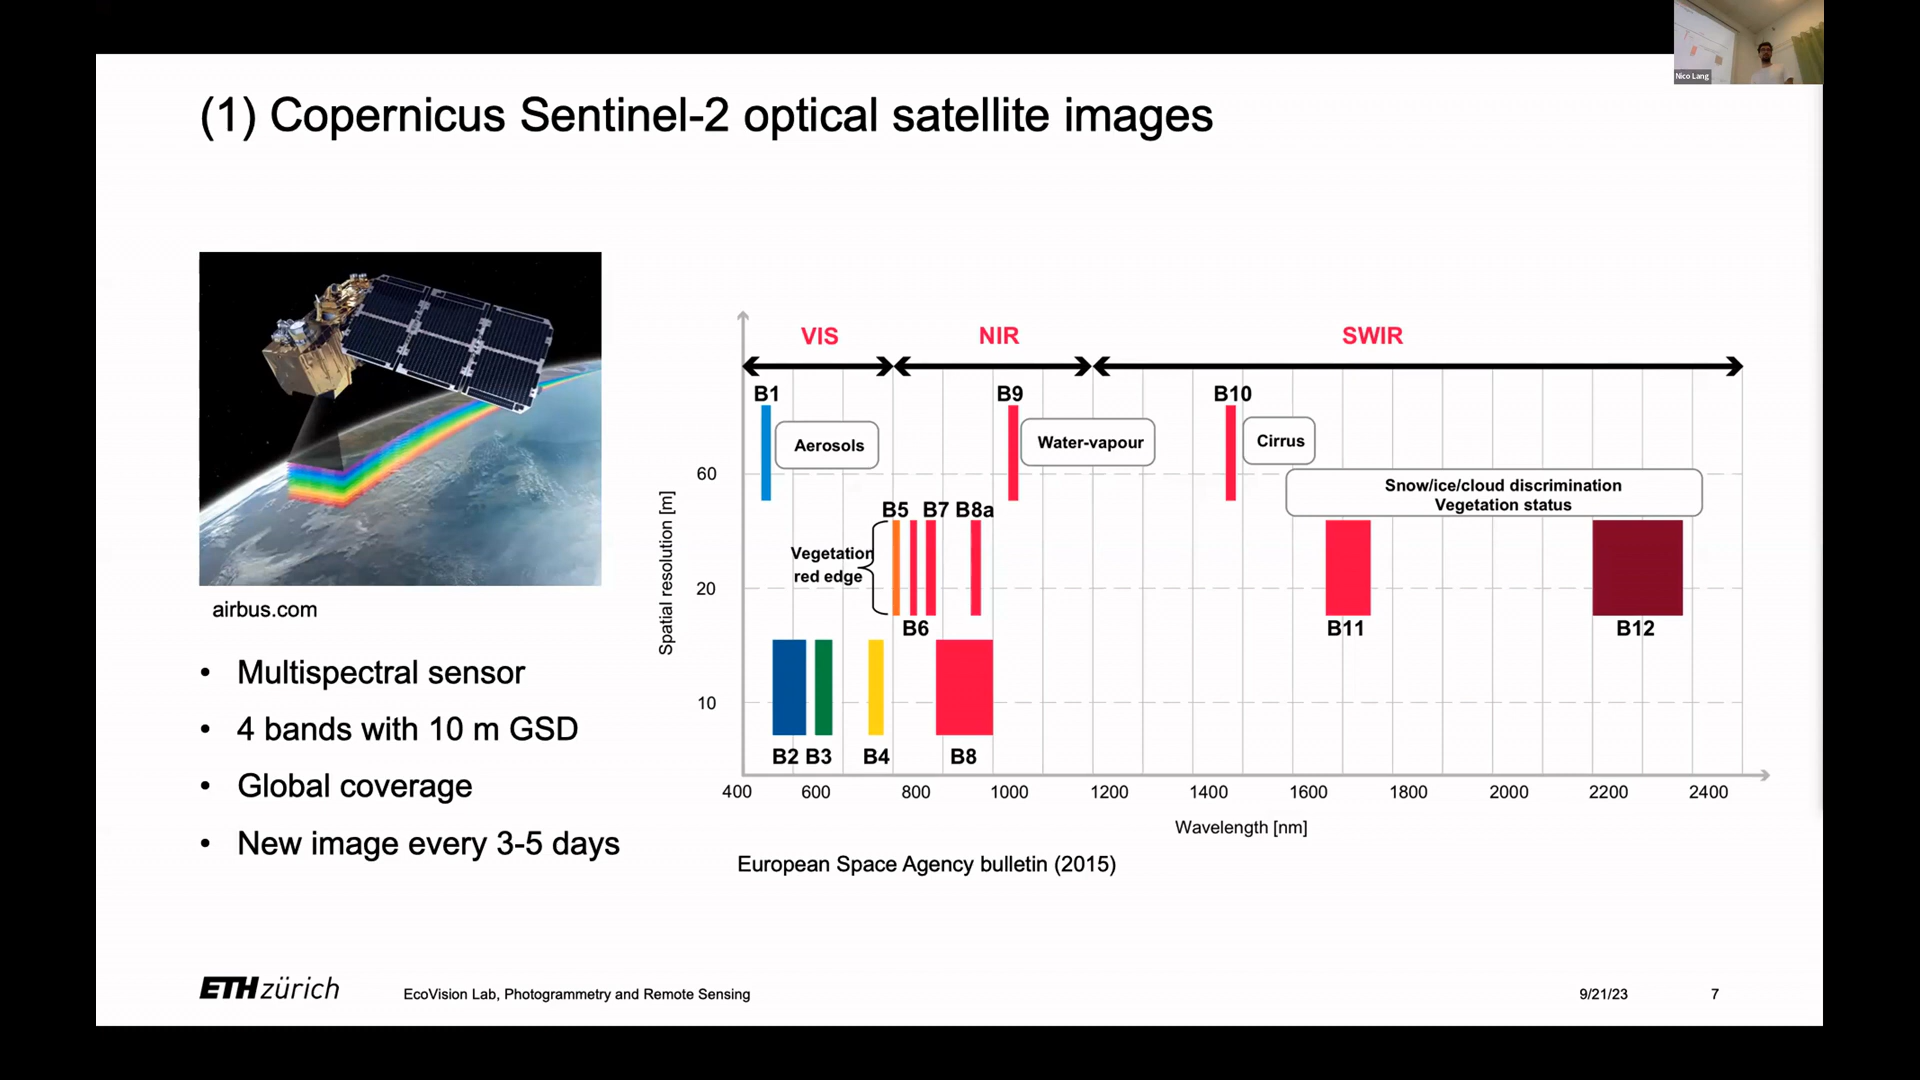 Nico Lang
(1) Copernicus Sentinel-2 optical satellite images
airbus.com
• Multispectral sensor
• 4 bands with 10 m GSD
• Global coverage
• New image every 3-5 days
VIS
NIR
SWIR
B1
B9
B10
Aerosols
Water-vapour
Cirrus
60
Snow/ice/cloud discrimination
Vegetation status
B5
B7
B8a
Vegetation
red edge
20
B6
B11
B12
Spatial resolution [m]
10
B2
B3
B4
B8
400
600
800
1000
1200
1400
1600
1800
2000
2200
2400
Wavelength [nm]
European Space Agency bulletin (2015)
ETH zürich
EcoVision Lab, Photogrammetry and Remote Sensing
9/21/23
7